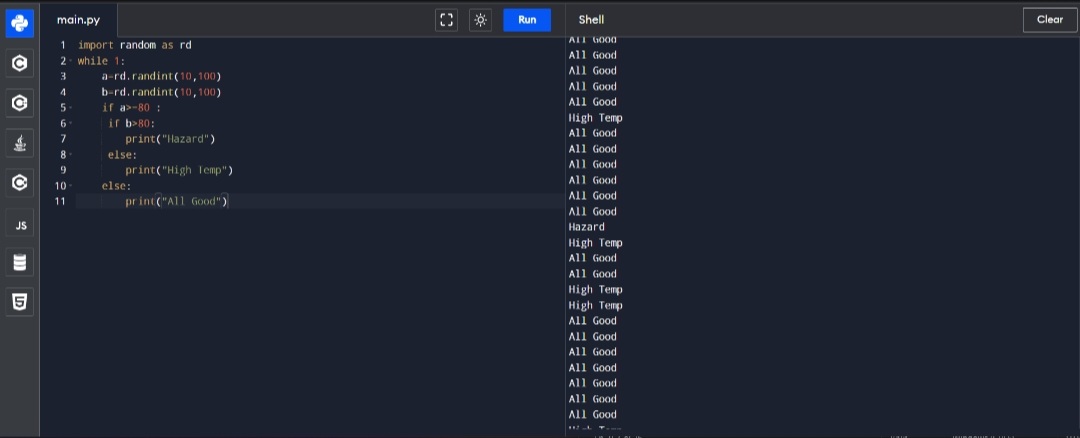 main.py
Run
Shell
Clear
1 import random as rd
2 while 1:
3 a=rd.randint(10,100)
4 b=rd.randint(10,100)
5 if a>=80 :
6 if b>80:
7 print("Hazard")
8 else:
9 print("High Temp")
10 else:
11 print("All Good")
JS
All Good
All Good
All Good
All Good
All Good
High Temp
All Good
All Good
All Good
All Good
All Good
All Good
Hazard
High Temp
All Good
All Good
High Temp
High Temp
All Good
All Good
All Good
All Good
All Good
All Good
All Good